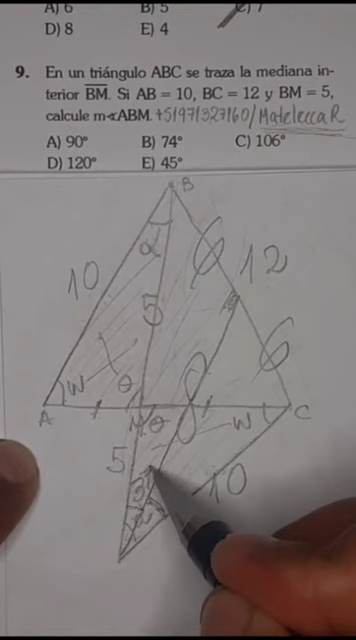 A) 6 B) 5 C) 7
D) 8 E) 4
9. En un triángulo ABC se traza la mediana in-
terior BM. Si AB = 10, BC = 12 y BM = 5,
calcule m∢ABM. +51971327160/MateleccaR
A) 90° B) 74° C) 106°
D) 120° E) 45°
B
α
6
12
10
5
8
6
w
θ
A
M
θ
w
C
5
10